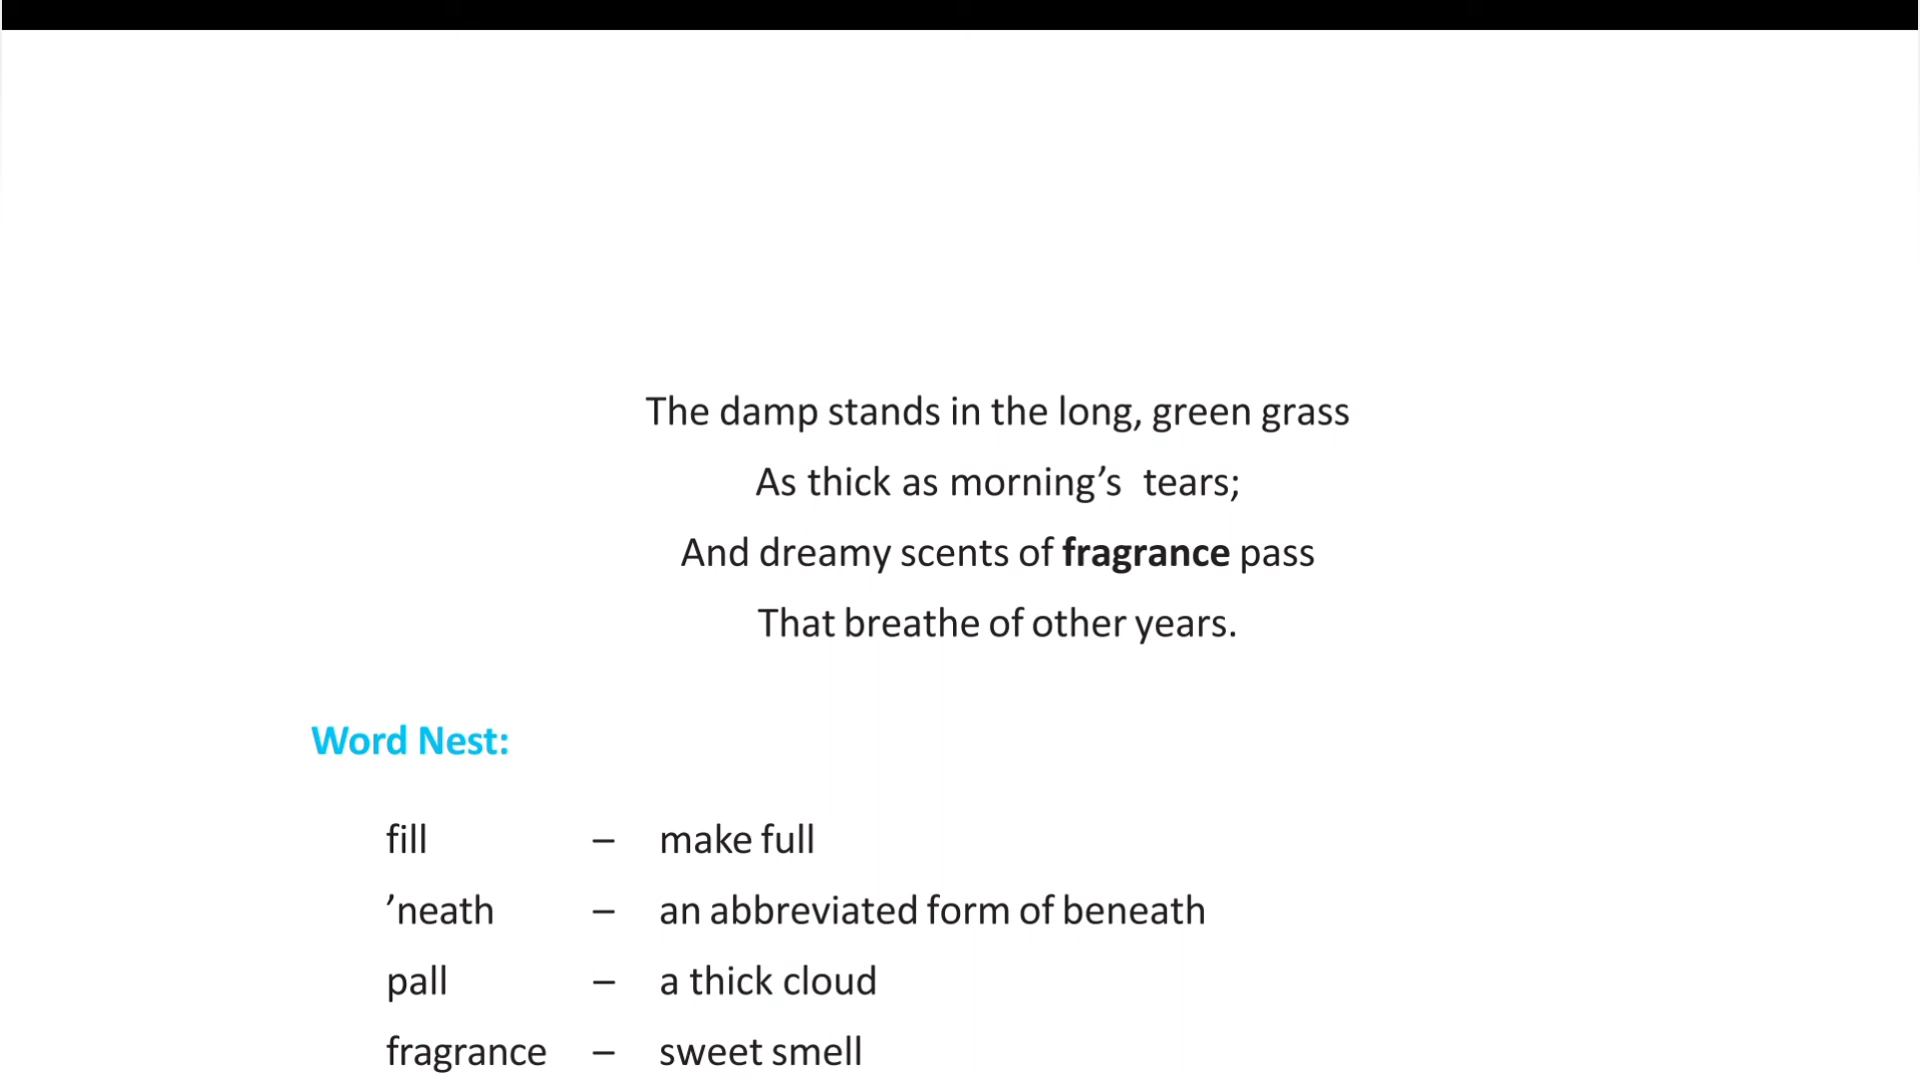 The damp stands in the long, green grass
As thick as morning’s tears;
And dreamy scents of fragrance pass
That breathe of other years.
Word Nest:
fill – make full
’neath – an abbreviated form of beneath
pall – a thick cloud
fragrance – sweet smell